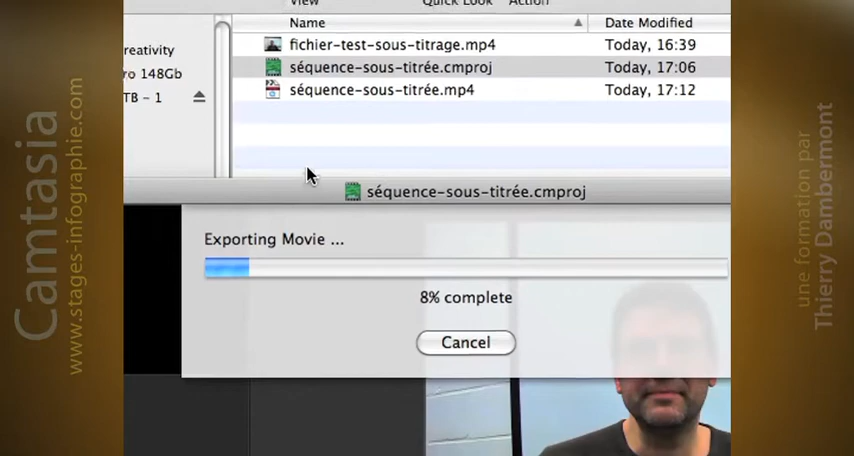 View
Quick Look
Action
Name
Date Modified
reativity
fichier-test-sous-titrage.mp4
Today, 16:39
ro 148Gb
séquence-sous-titrée.cmproj
Today, 17:06
TB - 1
séquence-sous-titrée.mp4
Today, 17:12
séquence-sous-titrée.cmproj
Exporting Movie ...
8% complete
Cancel
Camtasia
www.stages-infographie.com
une formation par
Thierry Dambermont